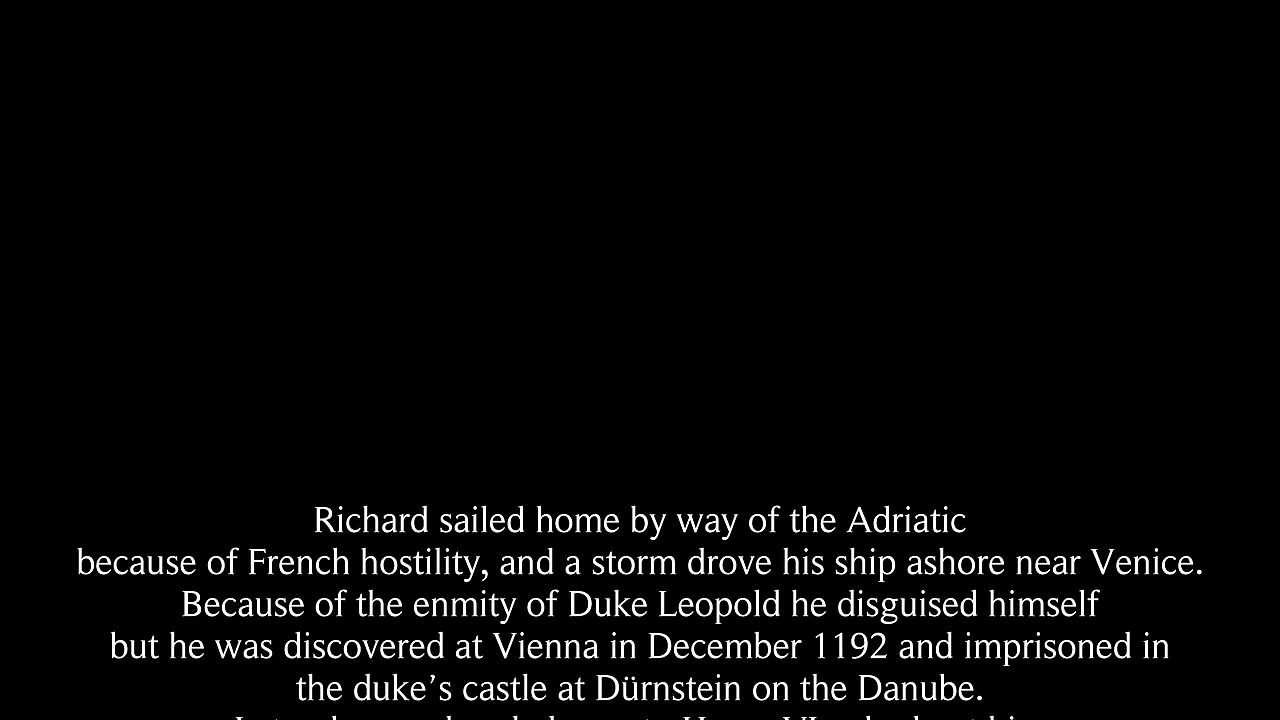 Richard sailed home by way of the Adriatic
because of French hostility, and a storm drove his ship ashore near Venice.
Because of the enmity of Duke Leopold he disguised himself
but he was discovered at Vienna in December 1192 and imprisoned in
the duke’s castle at Dürnstein on the Danube.